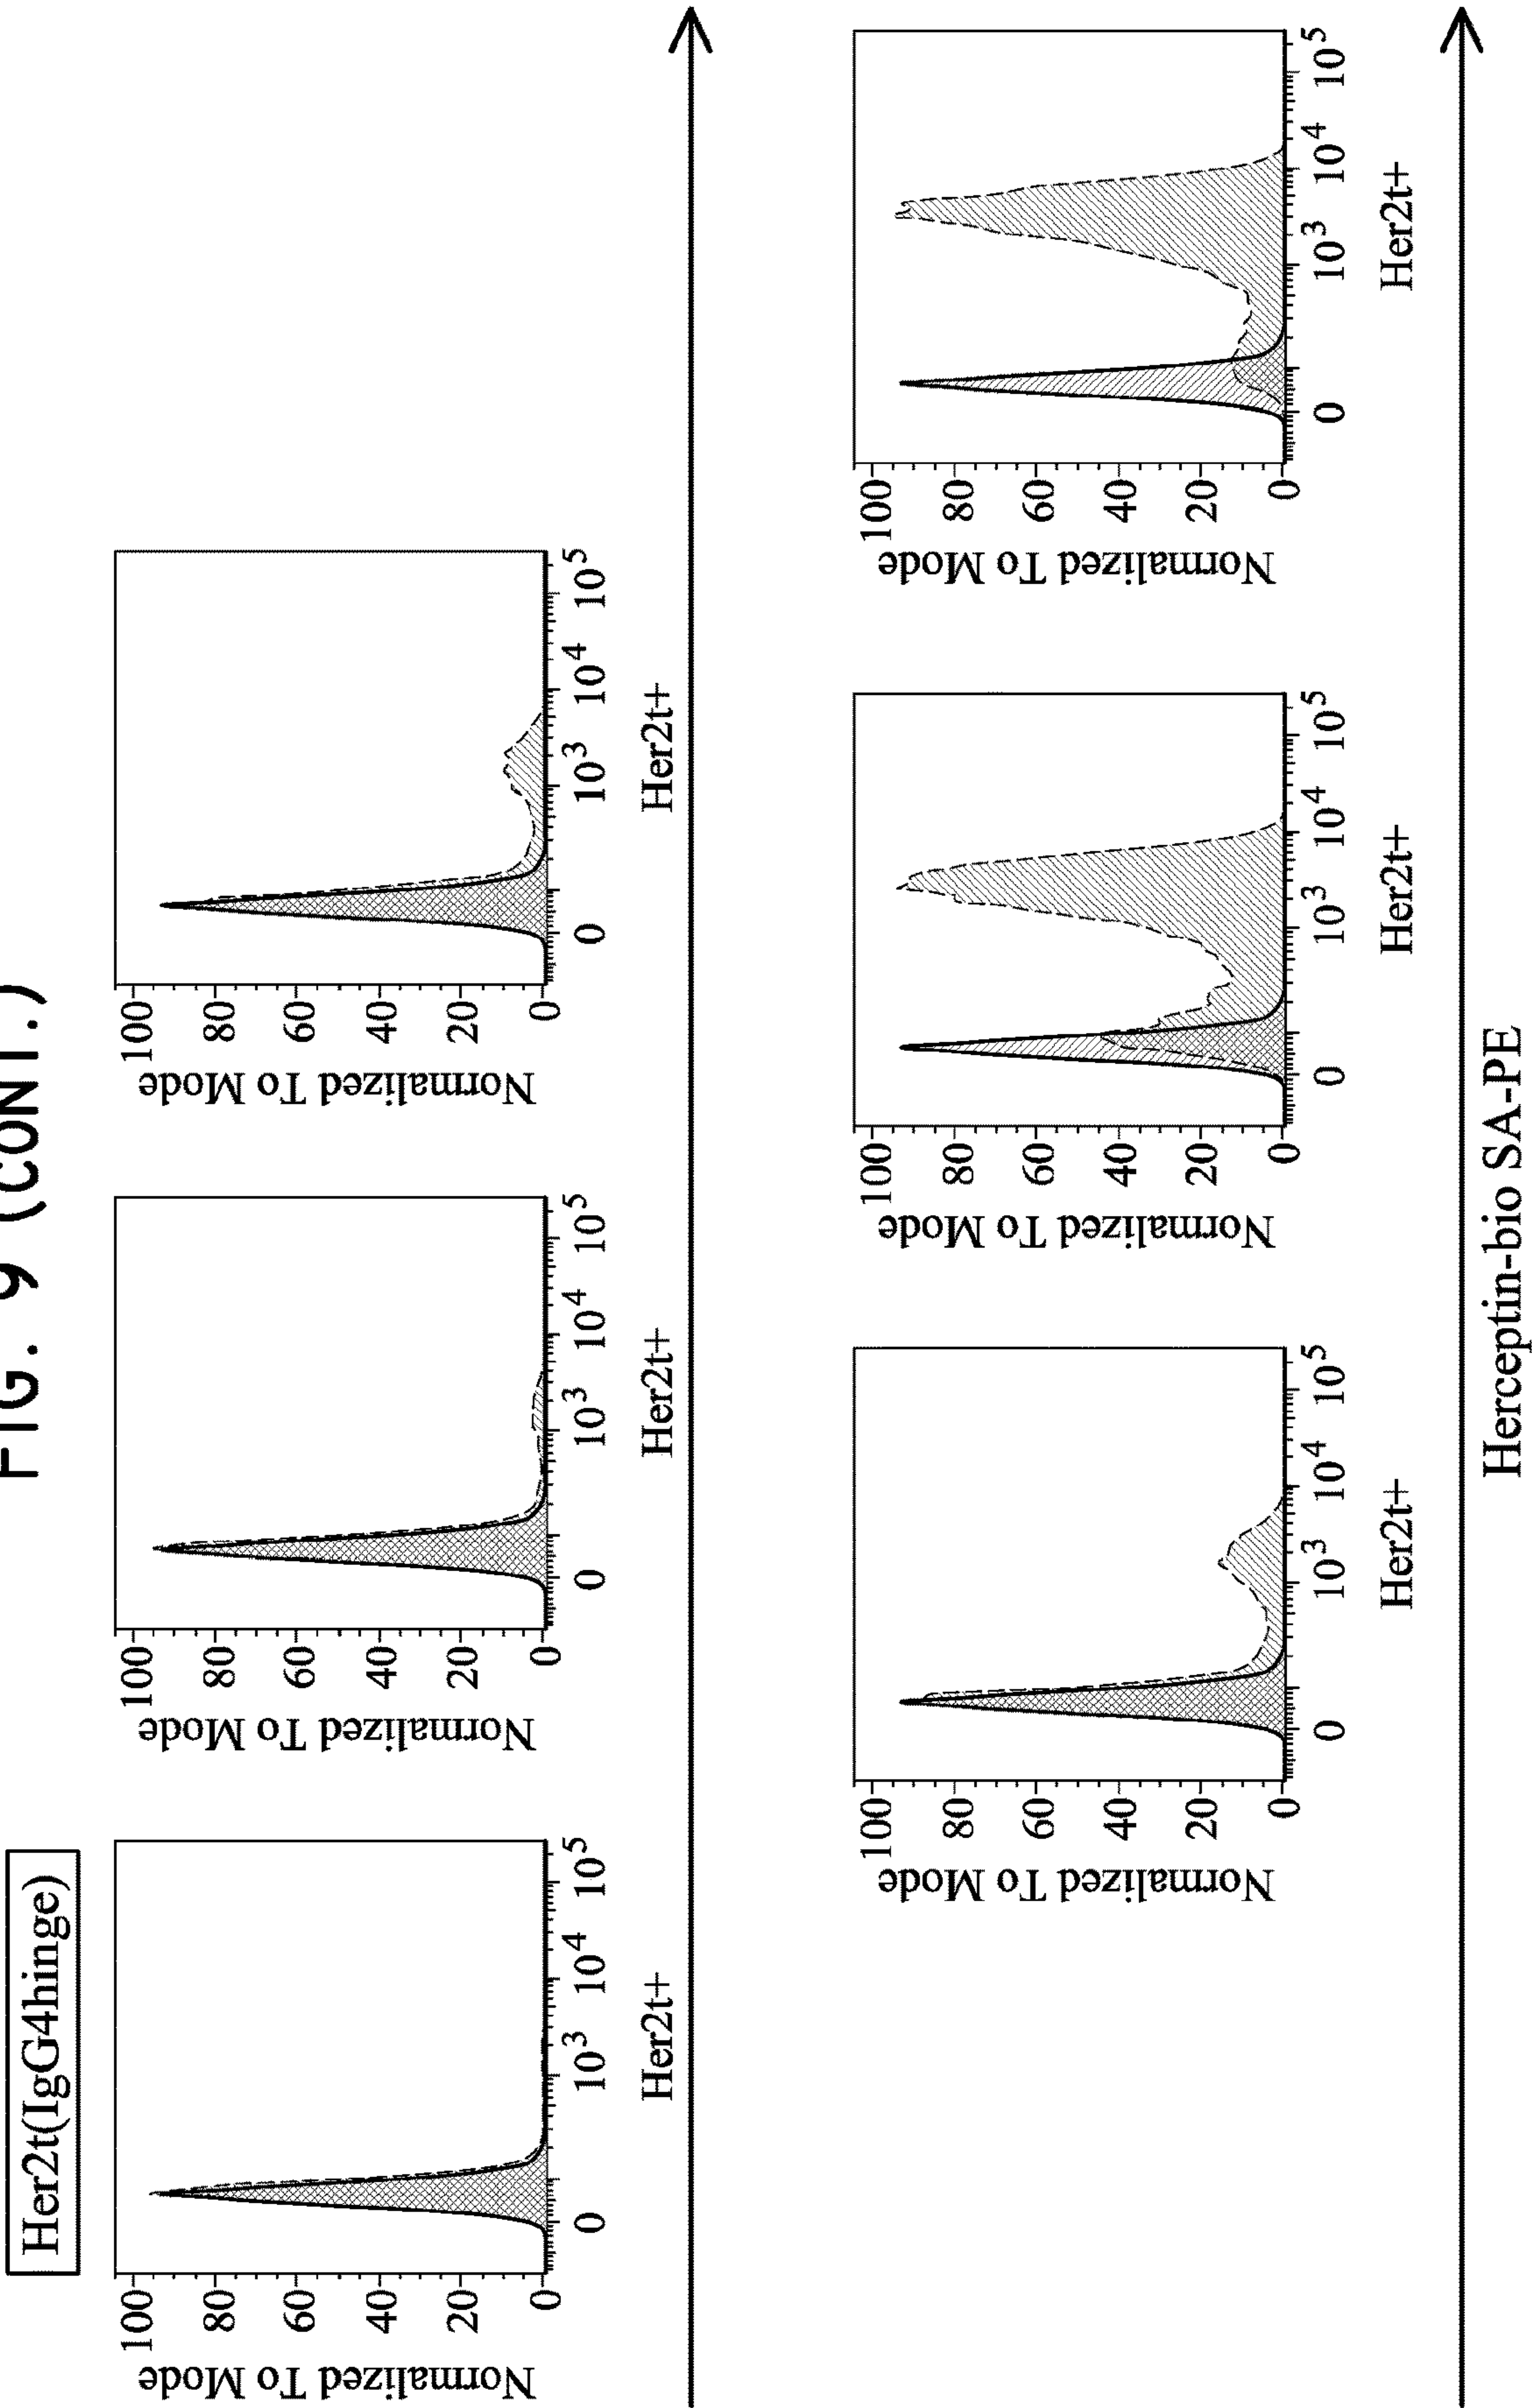 FIG. 9 (CONT.)
Her2t(IgG4hinge)
Normalized To Mode
100
80
60
40
20
0
0 10^3 10^4 10^5
Her2t+
Normalized To Mode
100
80
60
40
20
0
0 10^3 10^4 10^5
Her2t+
Normalized To Mode
100
80
60
40
20
0
0 10^3 10^4 10^5
Her2t+
Normalized To Mode
100
80
60
40
20
0
0 10^3 10^4 10^5
Her2t+
Normalized To Mode
100
80
60
40
20
0
0 10^3 10^4 10^5
Her2t+
Normalized To Mode
100
80
60
40
20
0
0 10^3 10^4 10^5
Her2t+
Herceptin-bio SA-PE